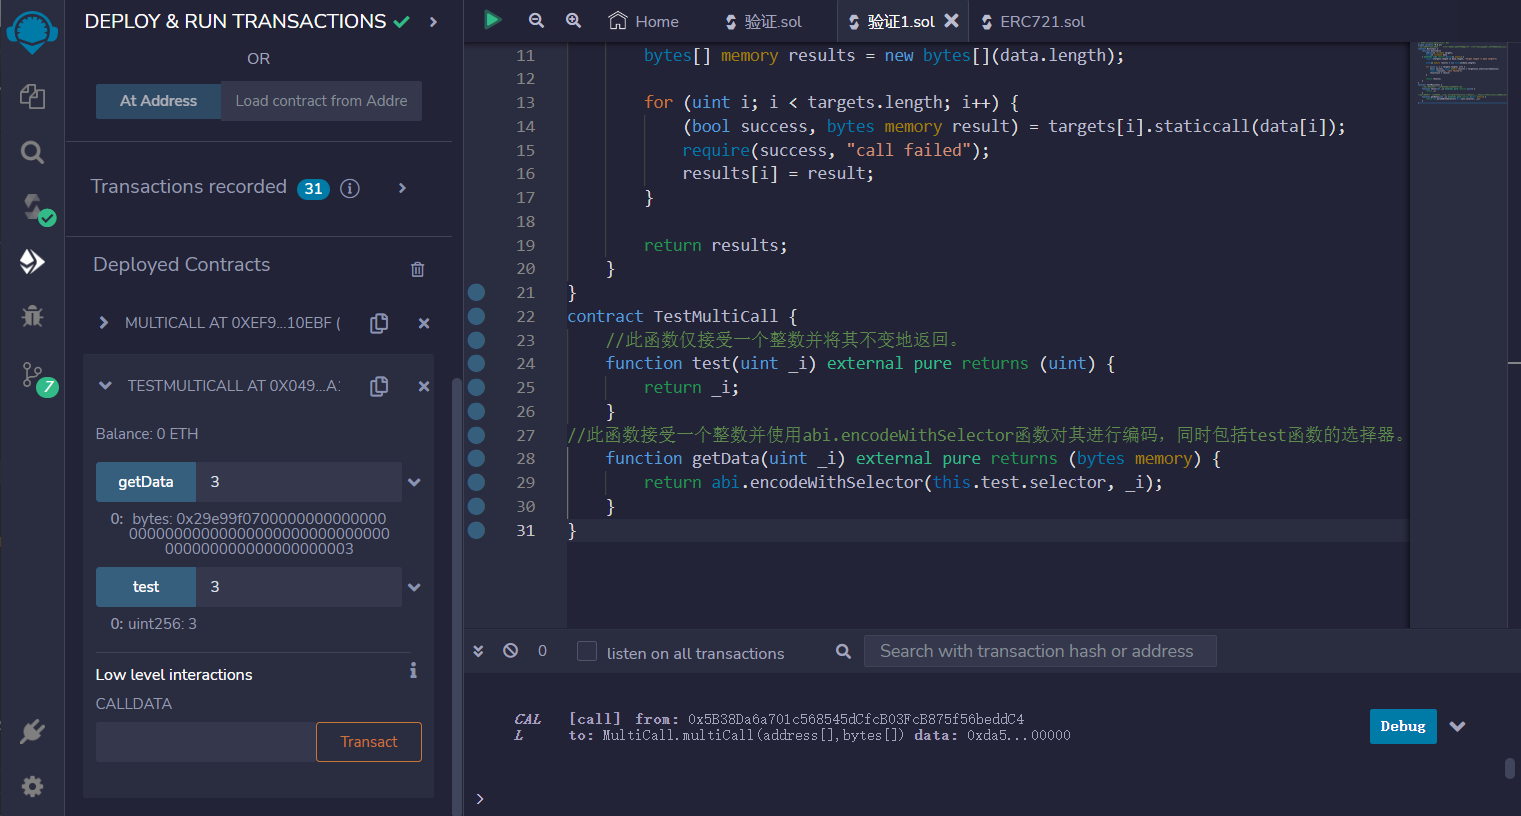 DEPLOY & RUN TRANSACTIONS
OR
At Address
Load contract from Addre
Transactions recorded 31
Deployed Contracts
MULTICALL AT 0XEF9...10EBF (
TESTMULTICALL AT 0X049...A:
Balance: 0 ETH
getData 3
0: bytes: 0x29e99f0700000000000000
00000000000000000000000000000
00000000000000000000003
test 3
0: uint256: 3
Low level interactions
CALLDATA
Transact
7
Home
验证.sol
验证1.sol
ERC721.sol
11 bytes[] memory results = new bytes[](data.length);
12
13 for (uint i; i < targets.length; i++) {
14 (bool success, bytes memory result) = targets[i].staticcall(data[i]);
15 require(success, "call failed");
16 results[i] = result;
17 }
18
19 return results;
20 }
21 }
22 contract TestMultiCall {
23 //此函数仅接受一个整数并将其不变地返回。
24 function test(uint _i) external pure returns (uint) {
25 return _i;
26 }
27 //此函数接受一个整数并使用abi.encodeWithSelector函数对其进行编码，同时包括test函数的选择器。
28 function getData(uint _i) external pure returns (bytes memory) {
29 return abi.encodeWithSelector(this.test.selector, _i);
30 }
31 }
0
listen on all transactions
Search with transaction hash or address
CAL
L
[call] from: 0x5B38Da6a701c568545dCfcB03FcB875f56beddC4
to: MultiCall.multiCall(address[],bytes[]) data: 0xda5...00000
Debug
>